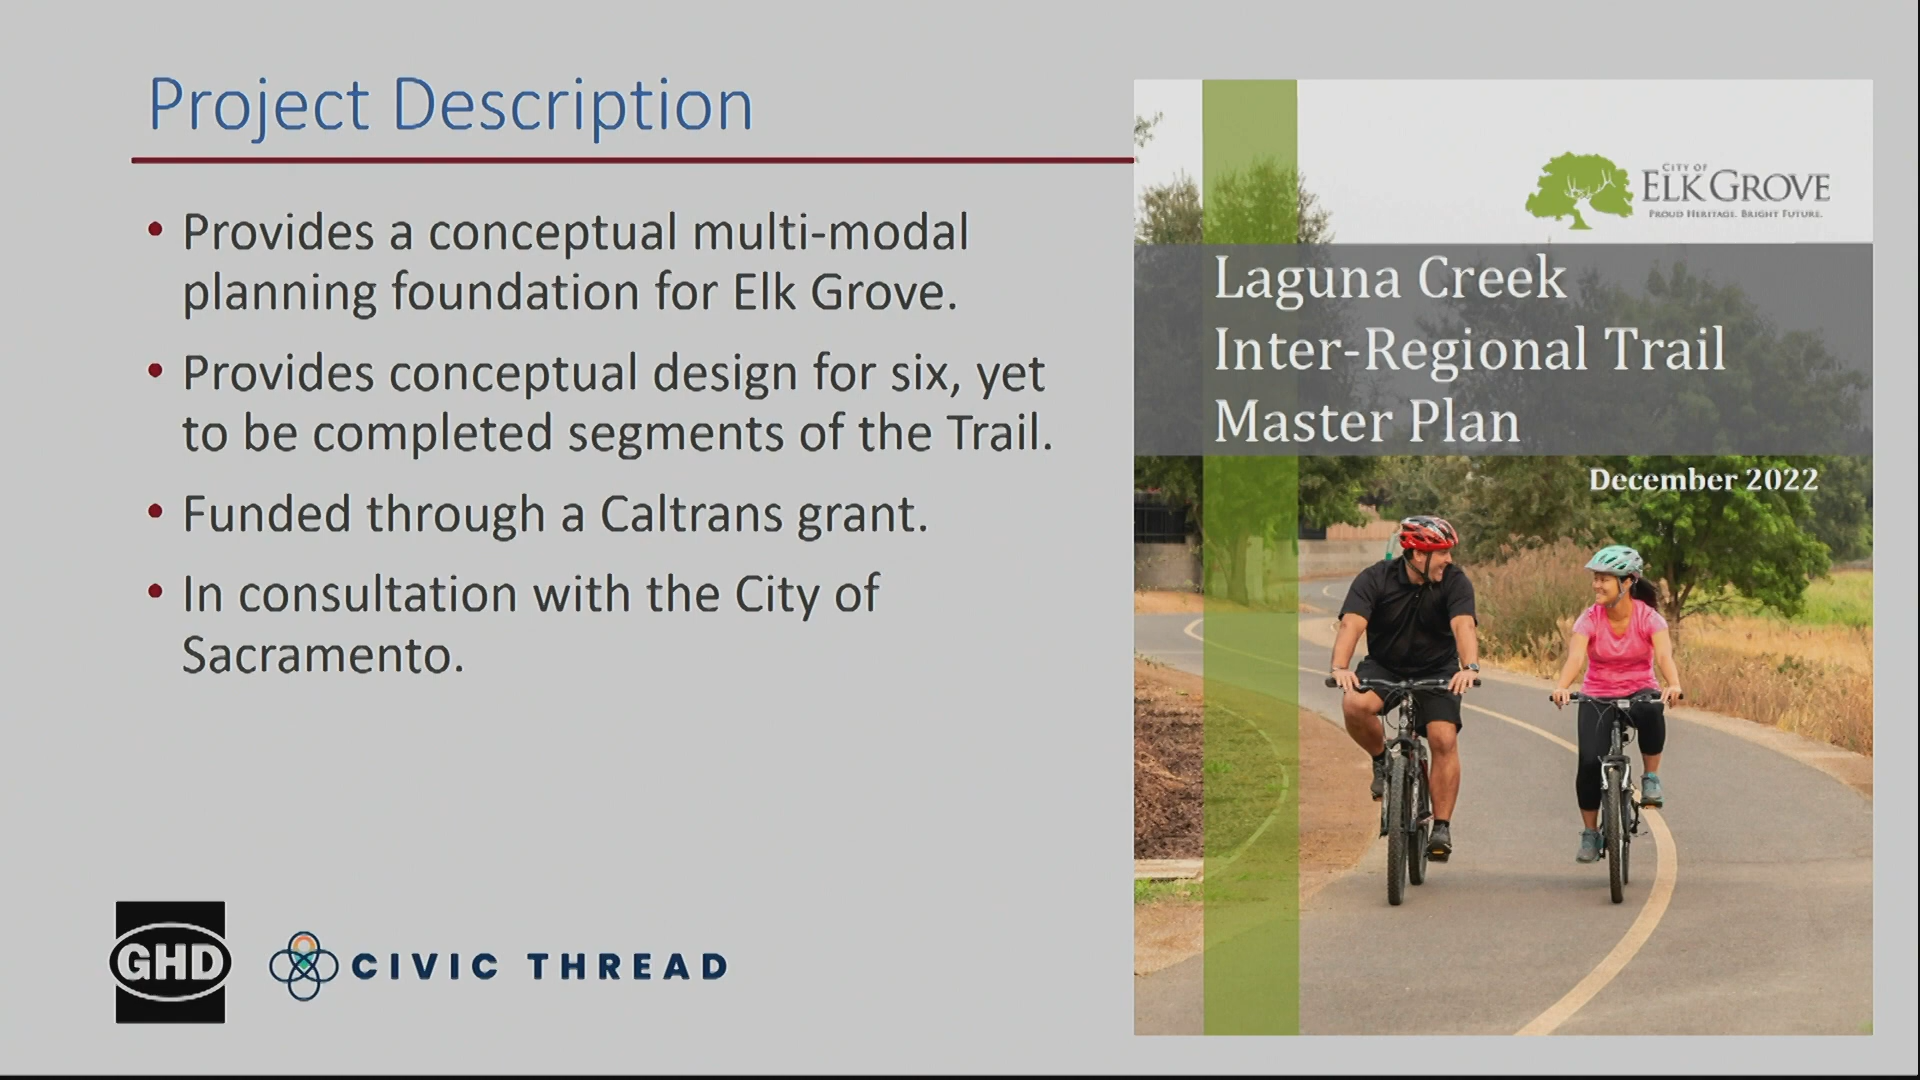 Project Description
• Provides a conceptual multi-modal
planning foundation for Elk Grove.
• Provides conceptual design for six, yet
to be completed segments of the Trail.
• Funded through a Caltrans grant.
• In consultation with the City of
Sacramento.
GHD
CIVIC THREAD
CITY OF
ELK GROVE
PROUD HERITAGE. BRIGHT FUTURE.
Laguna Creek
Inter-Regional Trail
Master Plan
December 2022